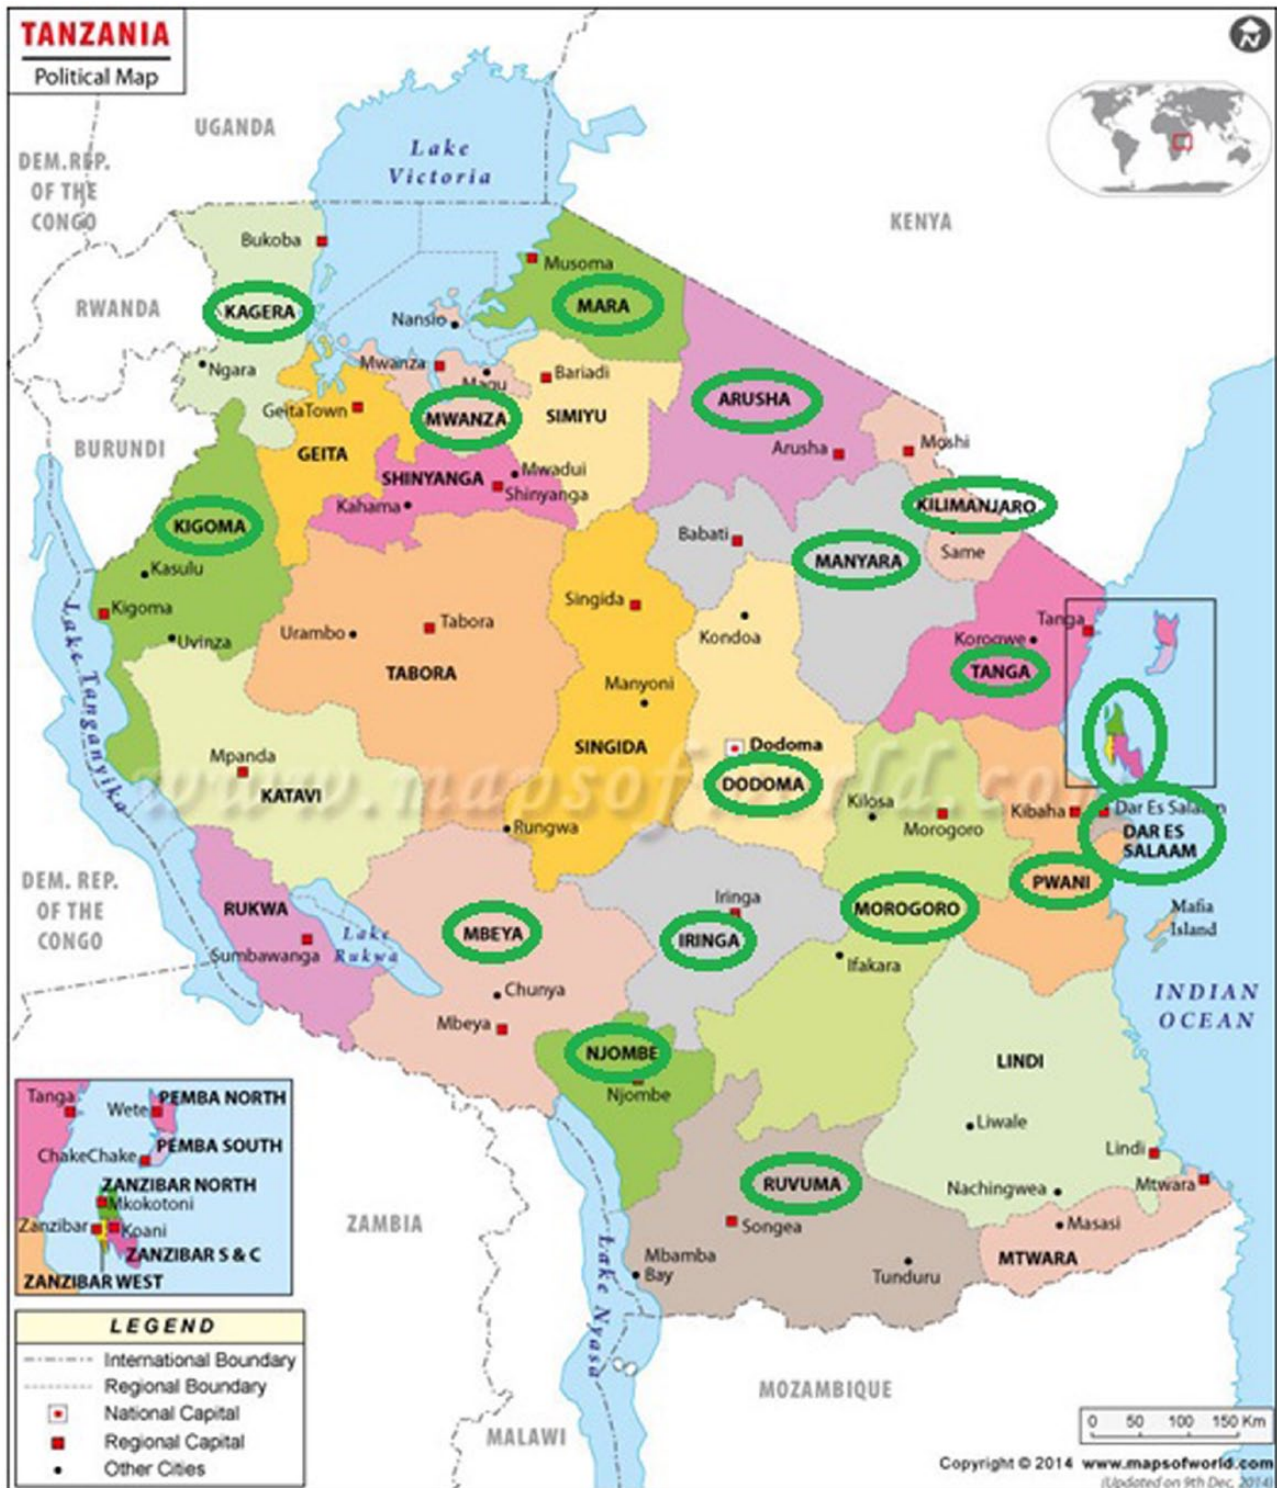 TANZANIA
Political Map
UGANDA
DEM.REP.
OF THE
CONGO
Lake
Victoria
KENYA
Bukoba
Musoma
RWANDA
KAGERA
MARA
Nansio
Ngara
Mwanza
Magu
Bariadi
ARUSHA
GeitaTown
MWANZA
SIMIYU
BURUNDI
GEITA
Arusha
Moshi
SHINYANGA
Mwadui
Shinyanga
Kahama
KILIMANJARO
KIGOMA
Babati
MANYARA
Same
Kasulu
Kigoma
Singida
Tanga
Urambo
Tabora
Kondoa
Korogwe
Uvinza
TABORA
TANGA
Lake Tanganyika
Manyoni
SINGIDA
Dodoma
Mpanda
DODOMA
KATAVI
www.mapsofworld.com
Kilosa
Morogoro
Kibaha
Dar Es Salaam
DAR ES
SALAAM
Rungwa
DEM. REP.
OF THE
CONGO
PWANI
RUKWA
Iringa
MOROGORO
Mafia
Island
Lake
Rukwa
MBEYA
IRINGA
Sumbawanga
Ifakara
Chunya
INDIAN
OCEAN
Mbeya
NJOMBE
LINDI
Njombe
Tanga
Wete
PEMBA NORTH
Liwale
ChakeChake
PEMBA SOUTH
Lindi
ZANZIBAR NORTH
Mkokotoni
RUVUMA
Nachingwea
Mtwara
Zanzibar
Koani
ZAMBIA
Songea
Masasi
ZANZIBAR S & C
ZANZIBAR WEST
Mbamba
Bay
Tunduru
MTWARA
Lake Nyasa
LEGEND
International Boundary
Regional Boundary
National Capital
Regional Capital
Other Cities
MOZAMBIQUE
MALAWI
0 50 100 150 Km
Copyright © 2014 www.mapsofworld.com
(Updated on 9th Dec, 2014)
N